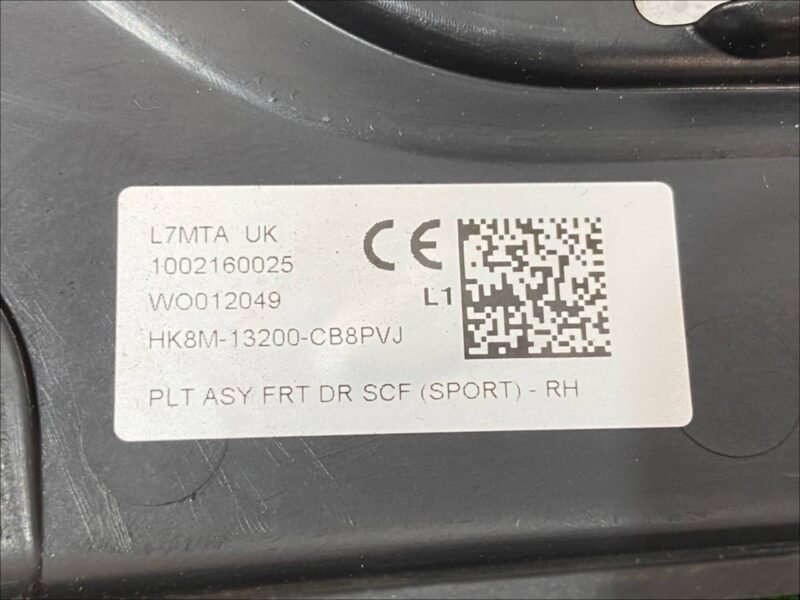 L7MTA UK
1002160025
WO012049
HK8M-13200-CB8PVJ
CE
L1
PLT ASY FRT DR SCF (SPORT) - RH